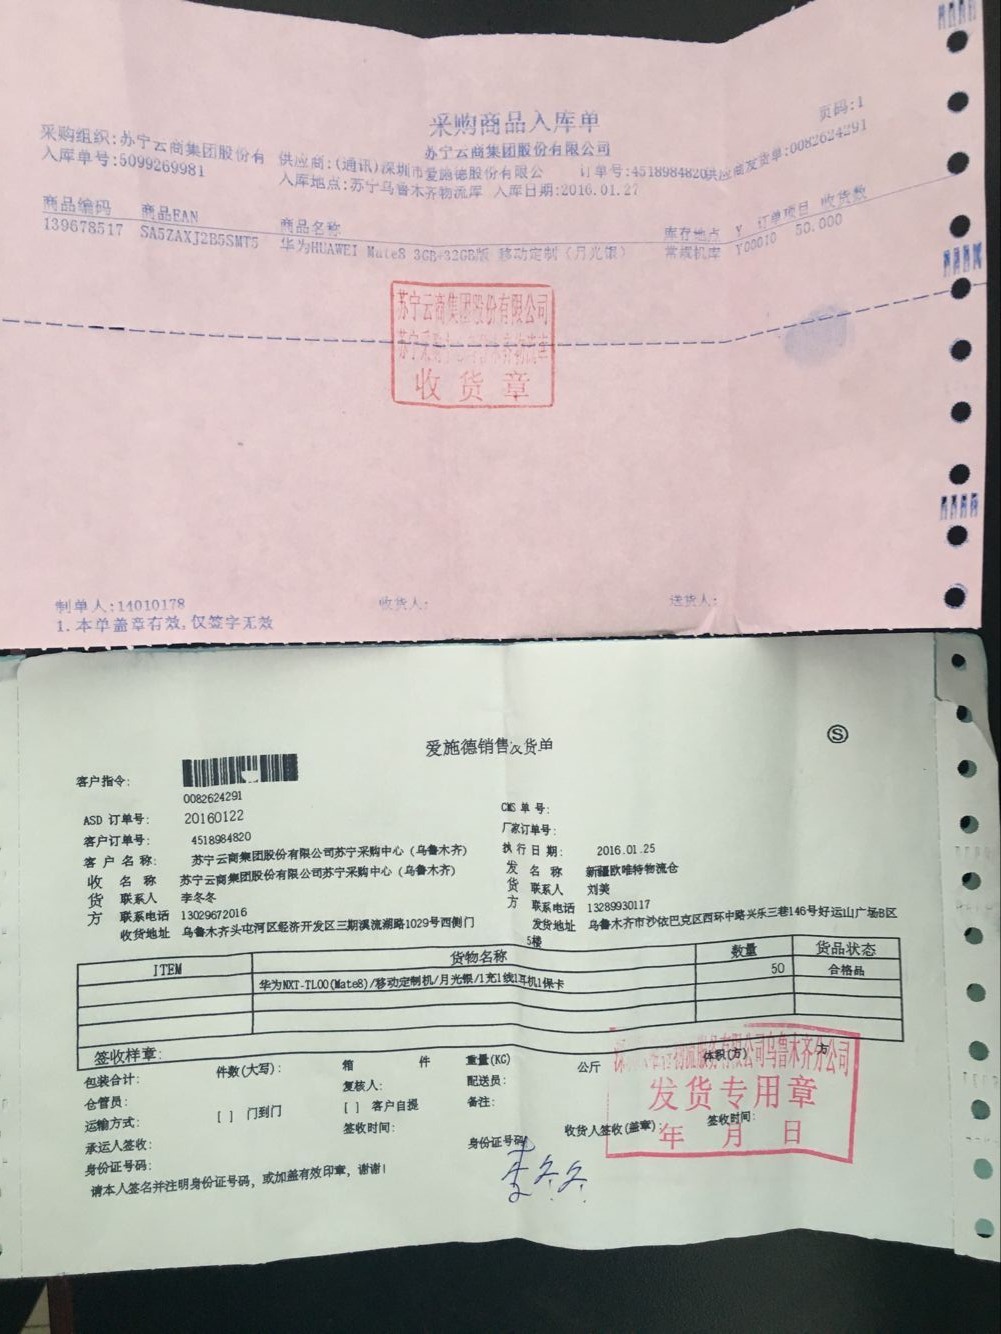 页码:1
采购商品入库单
苏宁云商集团股份有限公司
采购组织:苏宁云商集团股份有 供应商:(通讯)深圳市爱施德股份有限公 订单号:4518984820供应商发货单:0082624291
入库单号:5099269981 入库地点:苏宁乌鲁木齐物流库 入库日期:2016.01.27
商品编码 商品EAN 商品名称 库存地点 Y 订单项目 收货数
139678517 SA5ZAXJ2B5SMT5 华为HUAWEI Mate8 3GB+32GB版 移动定制（月光银） 常规机库 Y00010 50.000
苏宁云商集团股份有限公司
收货章
制单人:14010178 收货人: 送货人:
1.本单盖章有效,仅签字无效
爱施德销售发货单
Ⓢ
客户指令:
0082624291
ASD 订单号: 20160122
客户订单号: 4518984820
客户名称: 苏宁云商集团股份有限公司苏宁采购中心（乌鲁木齐）
收货方
名称 苏宁云商集团股份有限公司苏宁采购中心（乌鲁木齐）
联系人 李冬冬
联系电话 13029672016
收货地址 乌鲁木齐头屯河区经济开发区三期溪流湖路1029号西侧门
CMS 单号:
厂家订单号:
执行日期: 2016.01.25
发货方
名称 新疆欧唯特物流仓
联系人 刘美
联系电话 13289930117
发货地址 乌鲁木齐市沙依巴克区西环中路兴乐三巷146号好运山广场B区
5楼
ITEM 货物名称 数量 货品状态
华为NXT-TL00(Mate8)/移动定制机/月光银/1充1线1耳机1保卡 50 合格品
签收样章:
包装合计: 件数(大写): 箱 件 重量(KG) 公斤 体积(方) 方
仓管员: 复核人: 配送员:
运输方式: [ ] 门到门 [ ] 客户自提 备注:
承运人签收: 签收时间: 收货人签收(盖章): 签收时间:
身份证号码: 身份证号码
请本人签名并注明身份证号码，或加盖有效印章，谢谢!
李冬冬
物流服务有限公司乌鲁木齐分公司
发货专用章
年 月 日